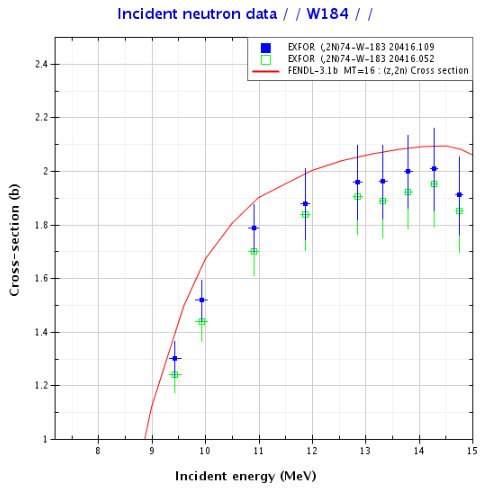 Incident neutron data / / W184 / /
EXFOR (,2N)74-W-183 20416.109
EXFOR (,2N)74-W-183 20416.052
FENDL-3.1b MT=16 : (z,2n) Cross section
Cross-section (b)
2.4
2.2
2
1.8
1.6
1.4
1.2
1
8 9 10 11 12 13 14 15
Incident energy (MeV)